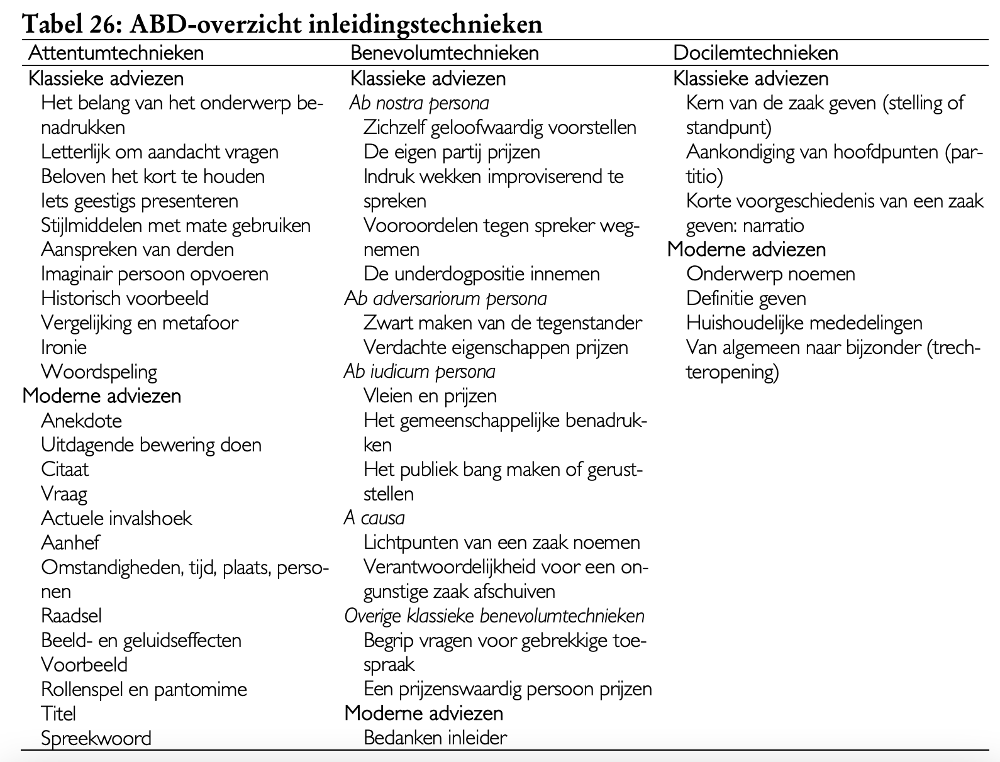 Tabel 26: ABD-overzicht inleidingstechnieken
Attentumtechnieken
Klassieke adviezen
Het belang van het onderwerp be-
nadrukken
Letterlijk om aandacht vragen
Beloven het kort te houden
Iets geestigs presenteren
Stijlmiddelen met mate gebruiken
Aanspreken van derden
Imaginair persoon opvoeren
Historisch voorbeeld
Vergelijking en metafoor
Ironie
Woordspeling
Moderne adviezen
Anekdote
Uitdagende bewering doen
Citaat
Vraag
Actuele invalshoek
Aanhef
Omstandigheden, tijd, plaats, perso-
nen
Raadsel
Beeld- en geluidseffecten
Voorbeeld
Rollenspel en pantomime
Titel
Spreekwoord
Benevolumtechnieken
Klassieke adviezen
Ab nostra persona
Zichzelf geloofwaardig voorstellen
De eigen partij prijzen
Indruk wekken improviserend te
spreken
Vooroordelen tegen spreker weg-
nemen
De underdogpositie innemen
Ab adversariorum persona
Zwart maken van de tegenstander
Verdachte eigenschappen prijzen
Ab iudicum persona
Vleien en prijzen
Het gemeenschappelijke benadruk-
ken
Het publiek bang maken of gerust-
stellen
A causa
Lichtpunten van een zaak noemen
Verantwoordelijkheid voor een on-
gunstige zaak afschuiven
Overige klassieke benevolumtechnieken
Begrip vragen voor gebrekkige toe-
spraak
Een prijzenswaardig persoon prijzen
Moderne adviezen
Bedanken inleider
Docilemtechnieken
Klassieke adviezen
Kern van de zaak geven (stelling of
standpunt)
Aankondiging van hoofdpunten (par-
titio)
Korte voorgeschiedenis van een zaak
geven: narratio
Moderne adviezen
Onderwerp noemen
Definitie geven
Huishoudelijke mededelingen
Van algemeen naar bijzonder (trech-
teropening)